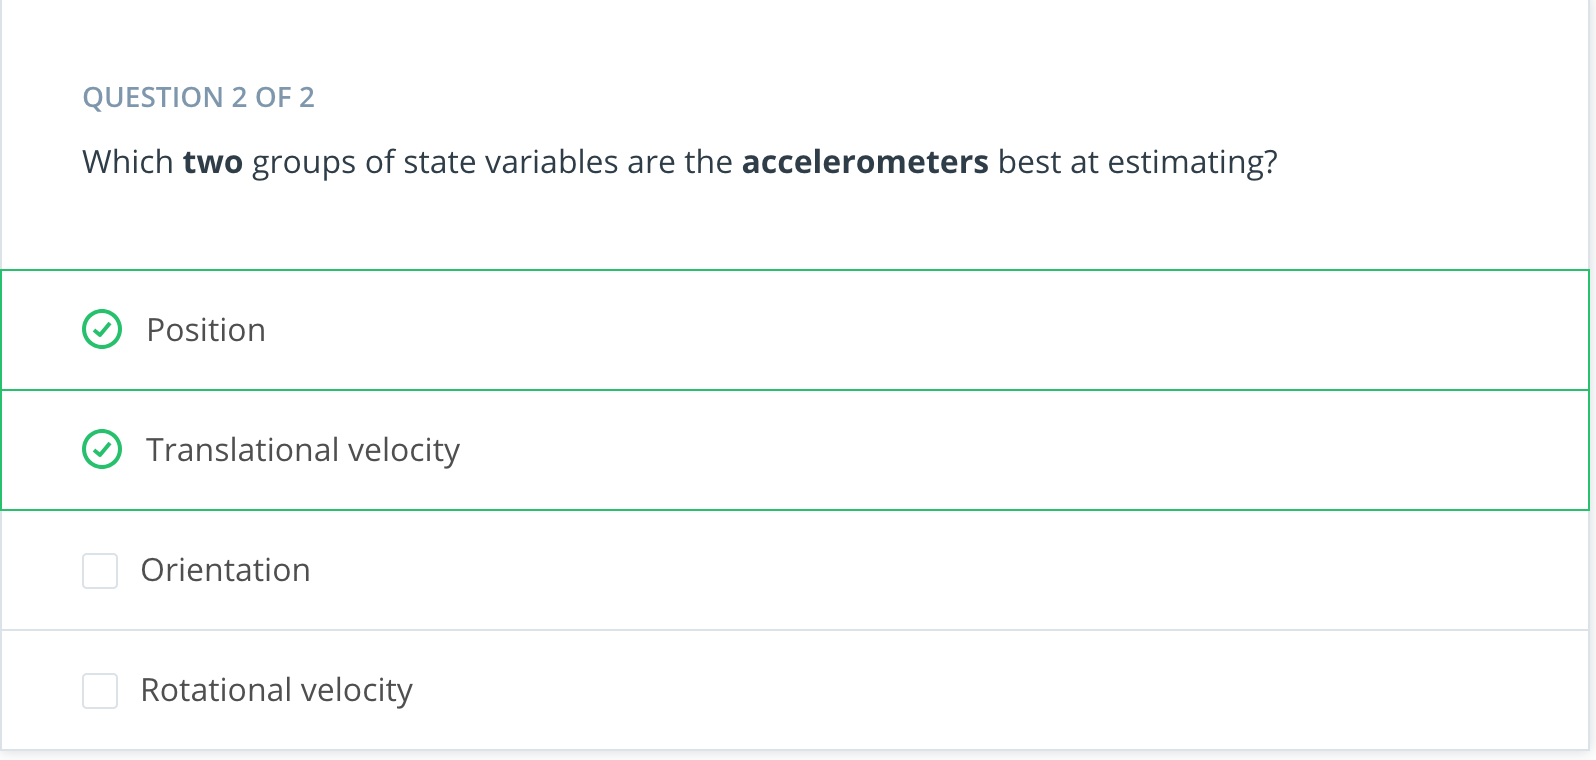 QUESTION 2 OF 2
Which two groups of state variables are the accelerometers best at estimating?
Position
Translational velocity
Orientation
Rotational velocity